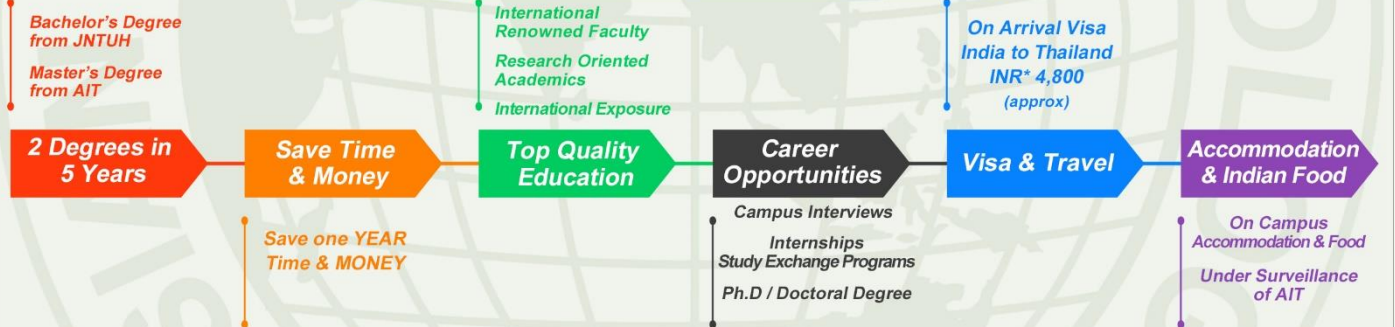 Bachelor's Degree
from JNTUH
Master's Degree
from AIT
2 Degrees in
5 Years
Save Time
& Money
Save one YEAR
Time & MONEY
International
Renowned Faculty
Research Oriented
Academics
International Exposure
Top Quality
Education
Career
Opportunities
Campus Interviews
Internships
Study Exchange Programs
Ph.D / Doctoral Degree
On Arrival Visa
India to Thailand
INR* 4,800
(approx)
Visa & Travel
Accommodation
& Indian Food
On Campus
Accommodation & Food
Under Surveillance
of AIT